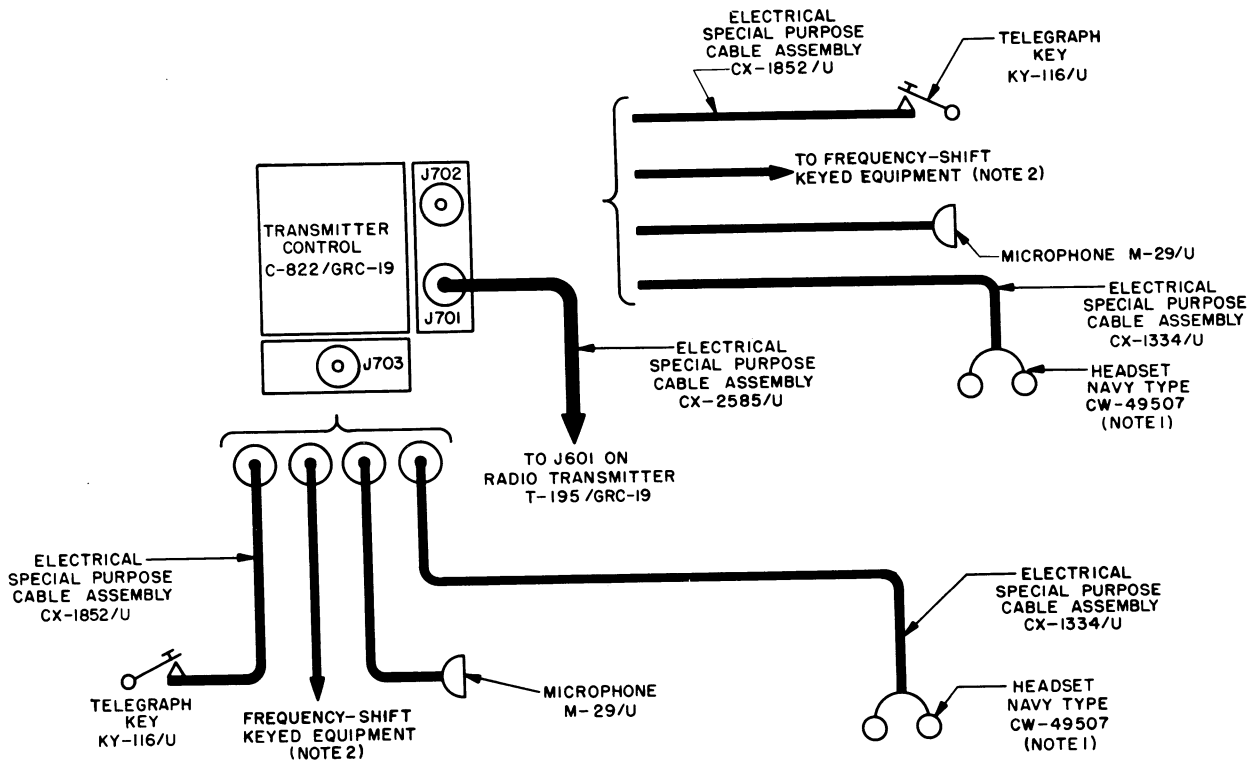 ELECTRICAL
SPECIAL PURPOSE
CABLE ASSEMBLY
CX-1852/U
TELEGRAPH
KEY
KY-116/U
TO FREQUENCY-SHIFT
KEYED EQUIPMENT (NOTE 2)
MICROPHONE M-29/U
ELECTRICAL
SPECIAL PURPOSE
CABLE ASSEMBLY
CX-1334/U
HEADSET
NAVY TYPE
CW-49507
(NOTE 1)
J702
TRANSMITTER
CONTROL
C-822/GRC-19
J701
J703
ELECTRICAL
SPECIAL PURPOSE
CABLE ASSEMBLY
CX-2585/U
TO J601 ON
RADIO TRANSMITTER
T-195/GRC-19
ELECTRICAL
SPECIAL PURPOSE
CABLE ASSEMBLY
CX-1852/U
TELEGRAPH
KEY
KY-116/U
FREQUENCY-SHIFT
KEYED EQUIPMENT
(NOTE 2)
MICROPHONE
M-29/U
ELECTRICAL
SPECIAL PURPOSE
CABLE ASSEMBLY
CX-1334/U
HEADSET
NAVY TYPE
CW-49507
(NOTE 1)